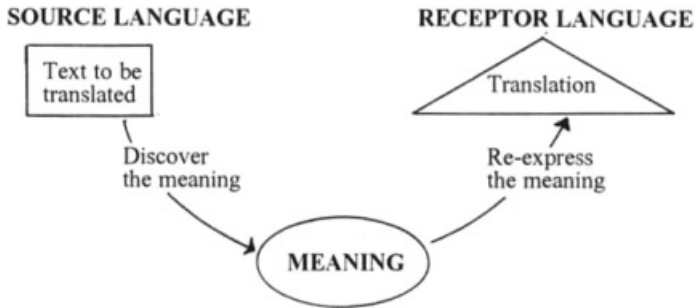 SOURCE LANGUAGE
RECEPTOR LANGUAGE
Text to be
translated
Translation
Discover
the meaning
Re-express
the meaning
MEANING